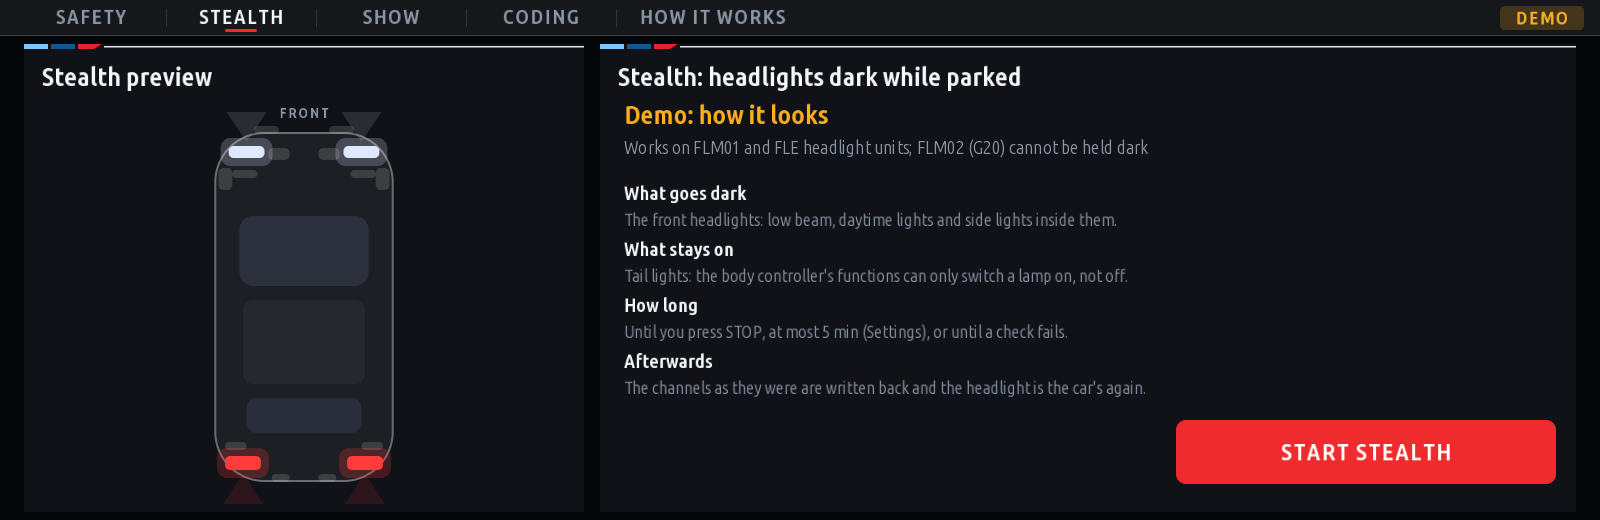 SAFETY
STEALTH
SHOW
CODING
HOW IT WORKS
DEMO
Stealth preview
FRONT
Stealth: headlights dark while parked
Demo: how it looks
Works on FLM01 and FLE headlight units; FLM02 (G20) cannot be held dark
What goes dark
The front headlights: low beam, daytime lights and side lights inside them.
What stays on
Tail lights: the body controller's functions can only switch a lamp on, not off.
How long
Until you press STOP, at most 5 min (Settings), or until a check fails.
Afterwards
The channels as they were are written back and the headlight is the car's again.
START STEALTH